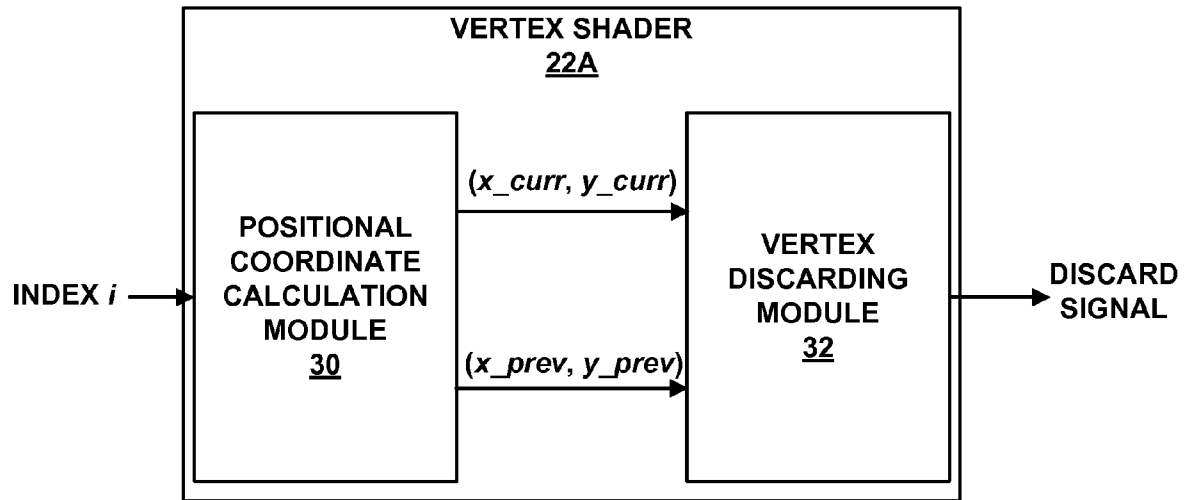 VERTEX SHADER
22A
INDEX i
POSITIONAL
COORDINATE
CALCULATION
MODULE
30
(x_curr, y_curr)
(x_prev, y_prev)
VERTEX
DISCARDING
MODULE
32
DISCARD
SIGNAL